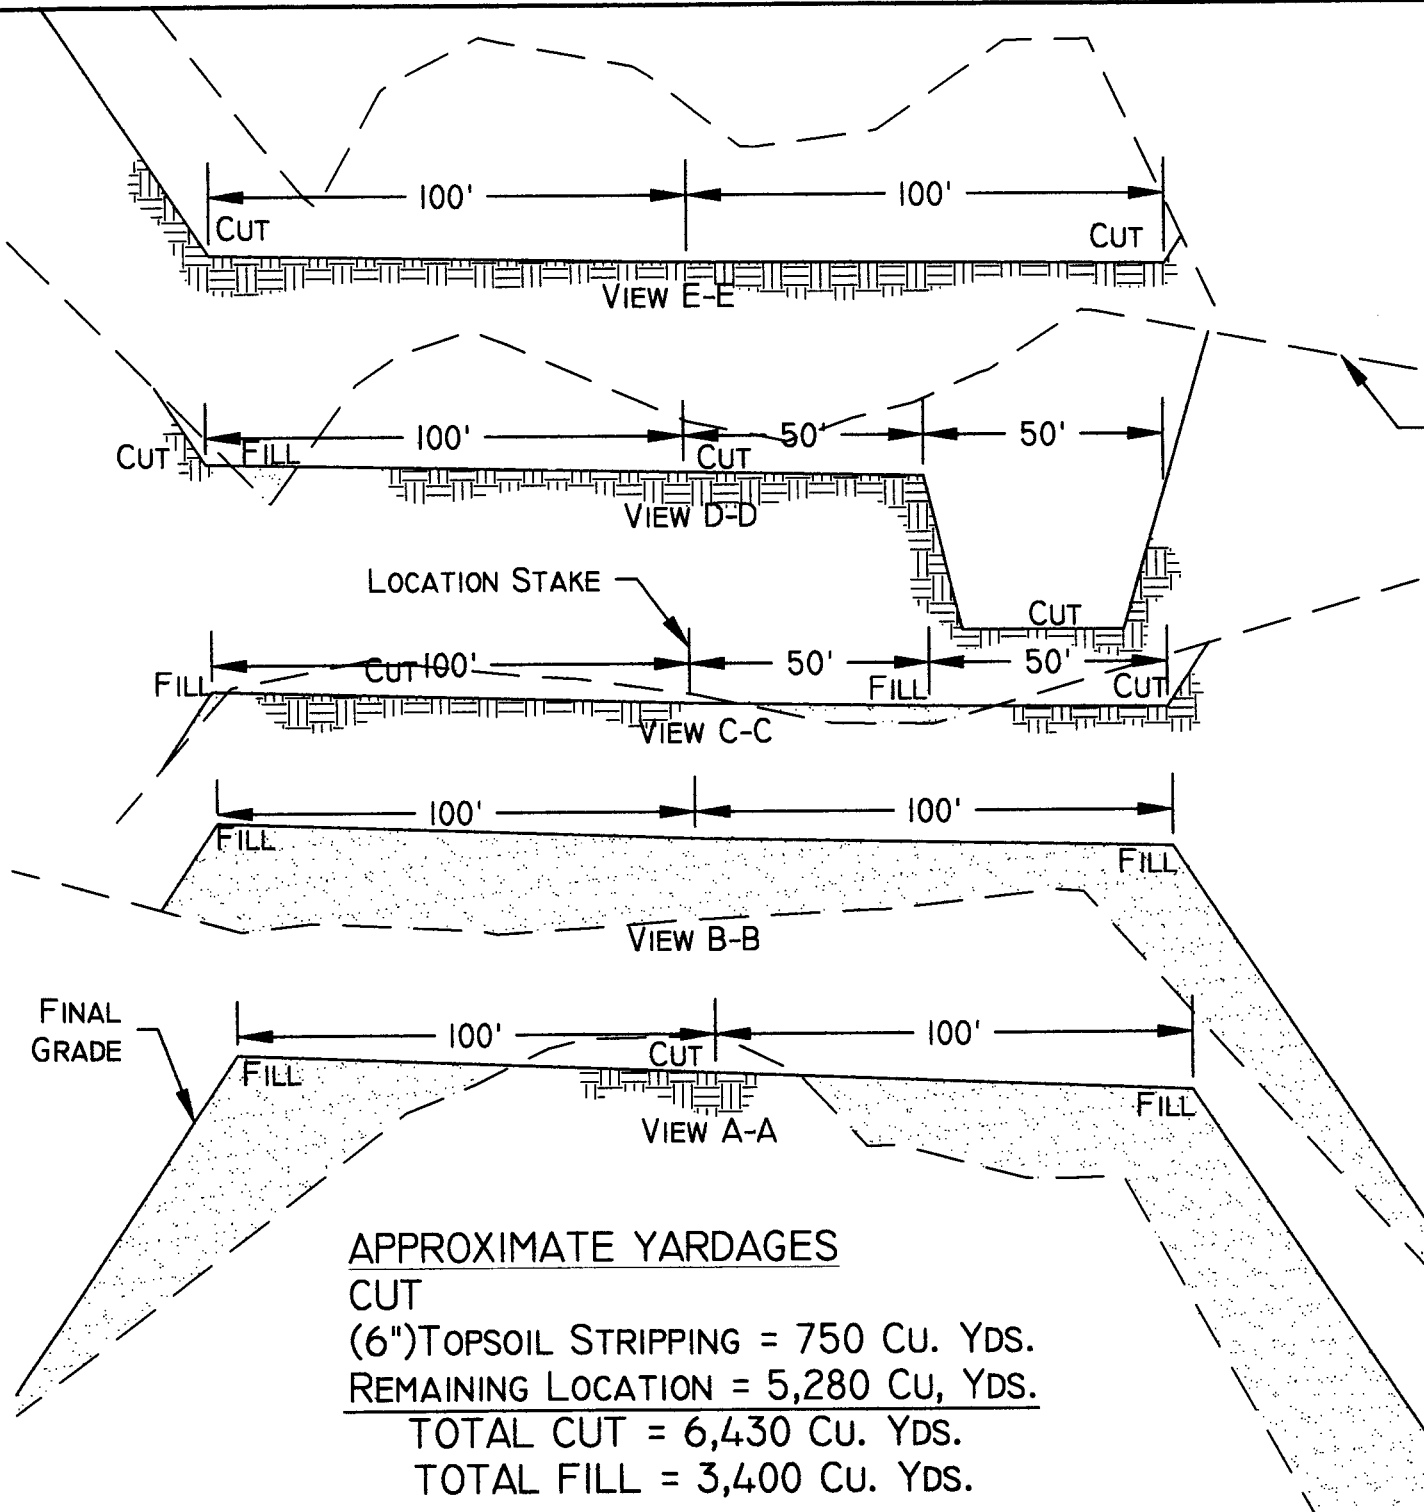 100' 100'
CUT CUT
VIEW E-E
100' 50' 50'
CUT FILL CUT
VIEW D-D
LOCATION STAKE
CUT
100' 50' 50'
FILL CUT FILL CUT
VIEW C-C
100' 100'
FILL FILL
VIEW B-B
FINAL
GRADE
100' 100'
CUT
FILL FILL
VIEW A-A
APPROXIMATE YARDAGES
CUT
(6")TOPSOIL STRIPPING = 750 CU. YDS.
REMAINING LOCATION = 5,280 CU, YDS.
TOTAL CUT = 6,430 CU. YDS.
TOTAL FILL = 3,400 CU. YDS.